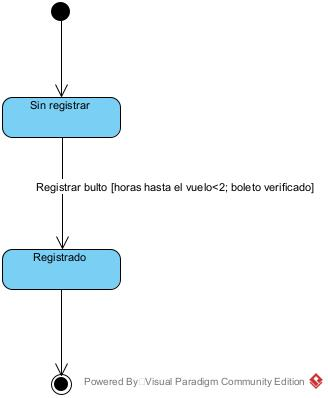 Sin registrar
Registrar bulto [horas hasta el vuelo<2; boleto verificado]
Registrado
Powered By Visual Paradigm Community Edition